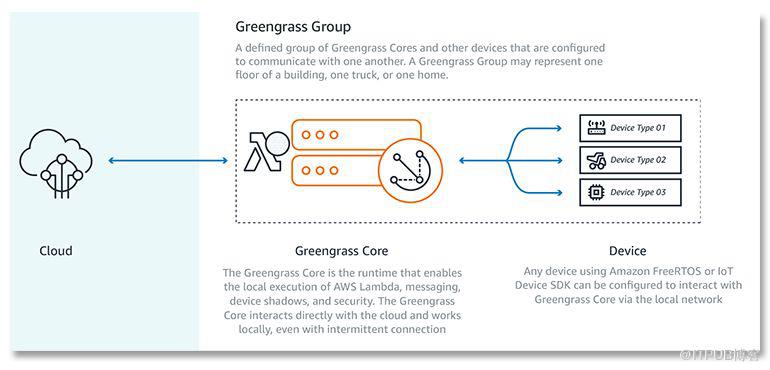 Greengrass Group
A defined group of Greengrass Cores and other devices that are configured
to communicate with one another. A Greengrass Group may represent one
floor of a building, one truck, or one home.
Device Type 01
Device Type 02
Device Type 03
Cloud
Greengrass Core
The Greengrass Core is the runtime that enables
the local execution of AWS Lambda, messaging,
device shadows, and security. The Greengrass
Core interacts directly with the cloud and works
locally, even with intermittent connection
Device
Any device using Amazon FreeRTOS or IoT
Device SDK can be configured to interact with
Greengrass Core via the local network
@ITPUB博客